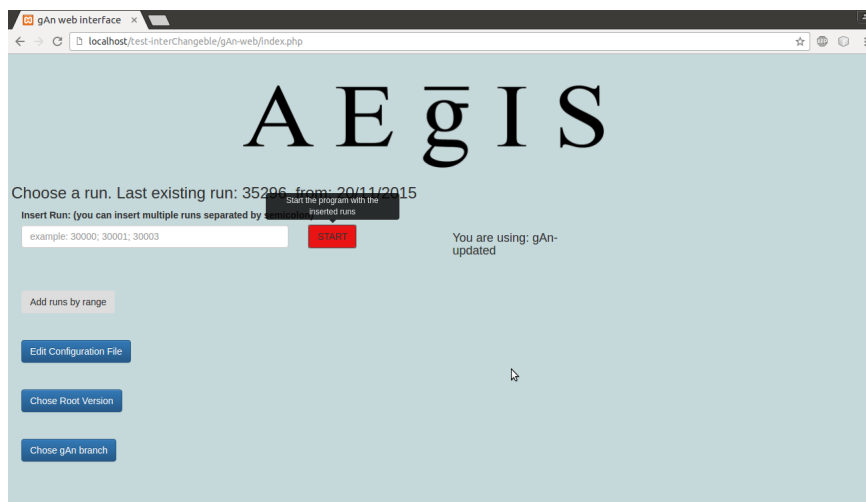 gAn web interface
localhost/test-interChangeble/gAn-web/index.php
AEḡIS
Choose a run. Last existing run: 35296, from: 20/11/2015
Start the program with the
inserted runs
Insert Run: (you can insert multiple runs separated by semicolon)
example: 30000; 30001; 30003
START
You are using: gAn-
updated
Add runs by range
Edit Configuration File
Chose Root Version
Chose gAn branch